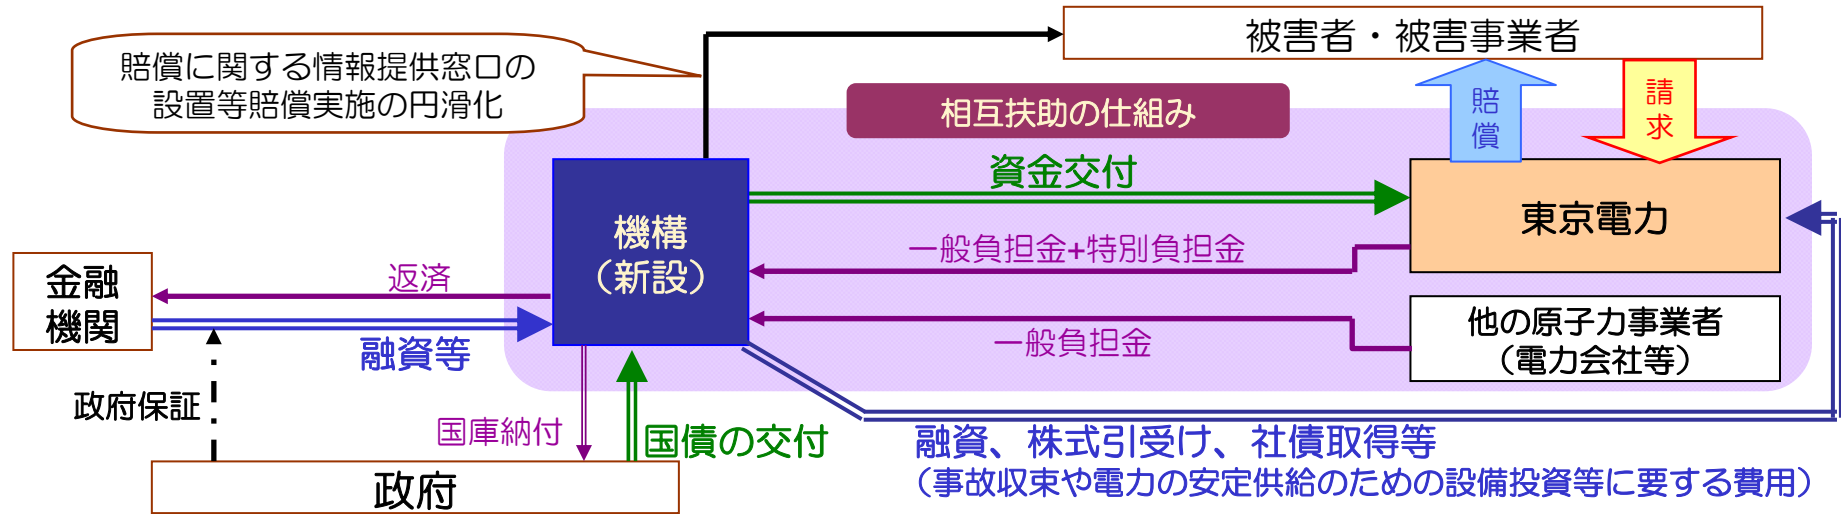 被害者・被害事業者
賠償に関する情報提供窓口の
設置等賠償実施の円滑化
相互扶助の仕組み
賠
償
請
求
資金交付
機構
（新設）
東京電力
一般負担金+特別負担金
金融
機関
返済
融資等
一般負担金
他の原子力事業者
（電力会社等）
政府保証
国庫納付
国債の交付
融資、株式引受け、社債取得等
（事故収束や電力の安定供給のための設備投資等に要する費用）
政府